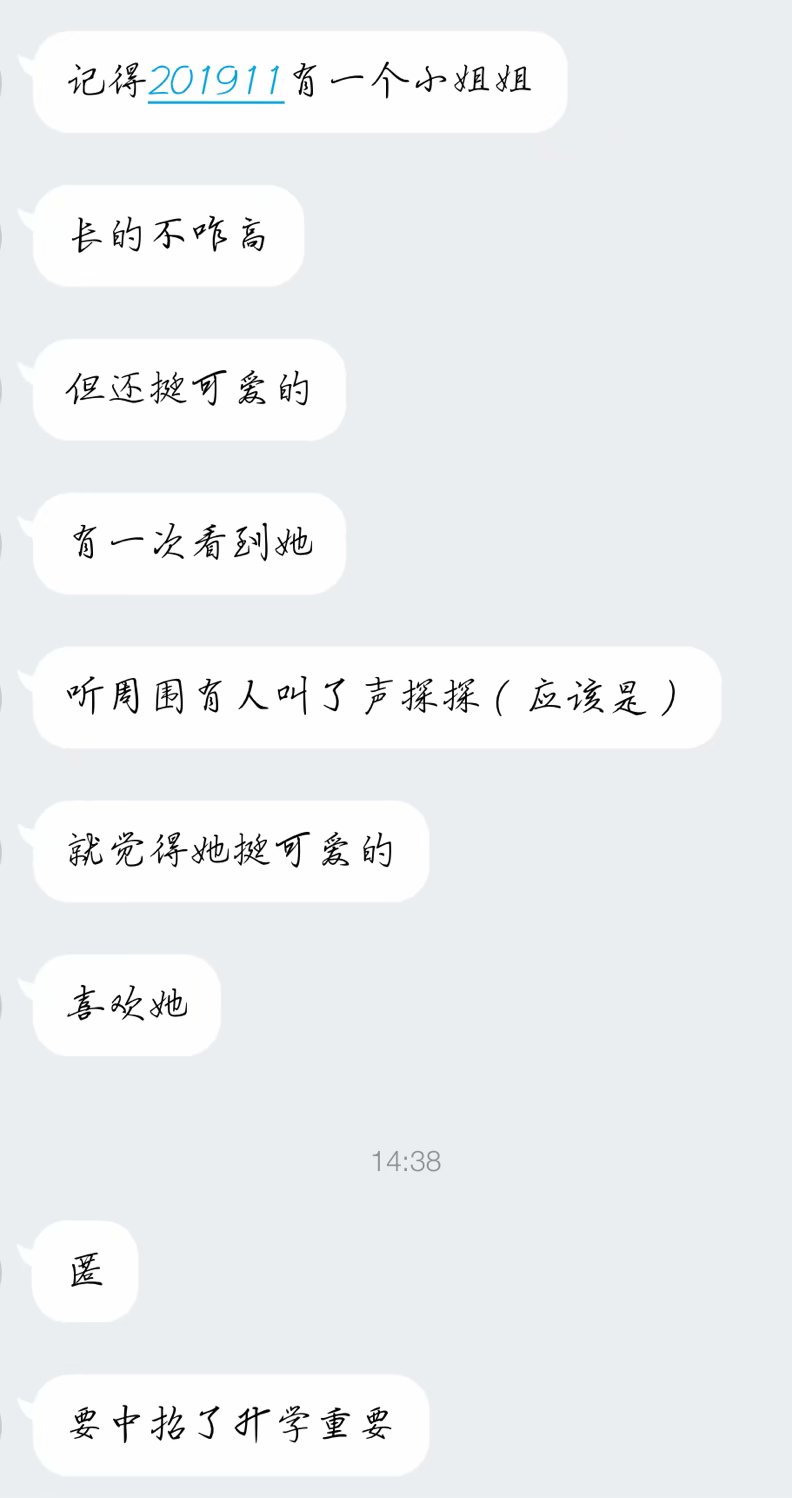 记得201911有一个小姐姐
长的不咋高
但还挺可爱的
有一次看到她
听周围有人叫了声探探（应该是）
就觉得她挺可爱的
喜欢她
14:38
匿
要中招了升学重要